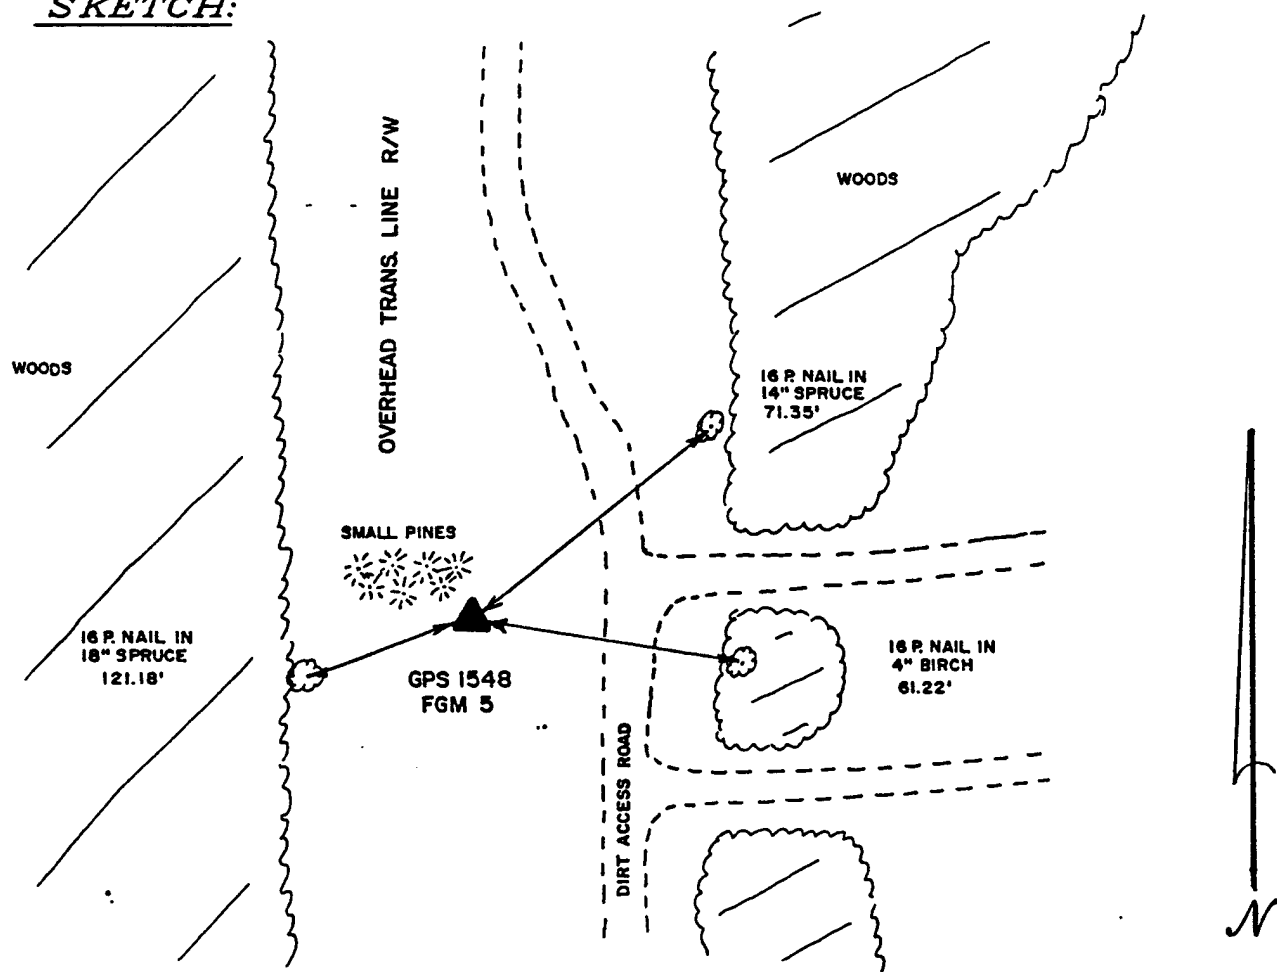 SKETCH:
OVERHEAD TRANS. LINE R/W
WOODS
WOODS
16 P. NAIL IN
14" SPRUCE
71.35'
SMALL PINES
16 P. NAIL IN
18" SPRUCE
121.18'
GPS 1548
FGM 5
16 P. NAIL IN
4" BIRCH
61.22'
DIRT ACCESS ROAD
N